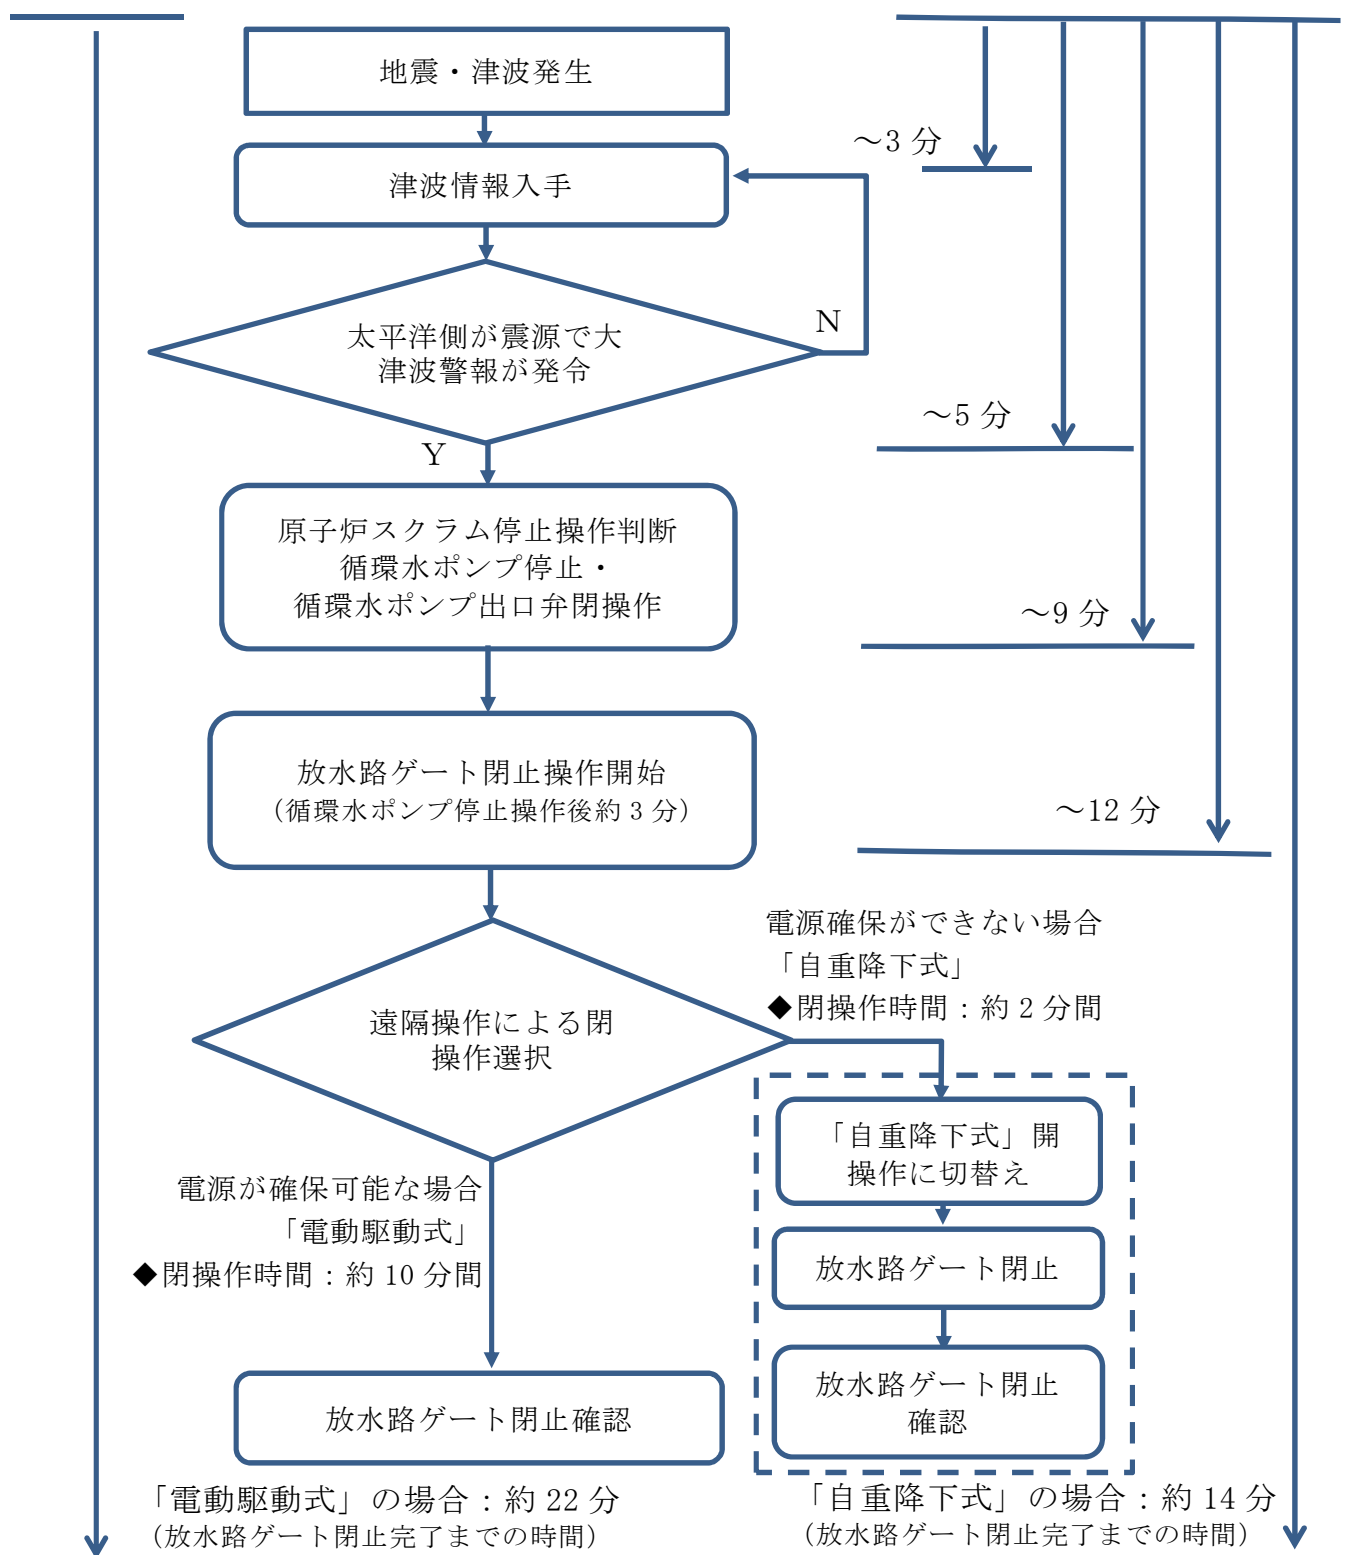 地震・津波発生
～3 分
津波情報入手
N
太平洋側が震源で大
津波警報が発令
～5 分
Y
原子炉スクラム停止操作判断
循環水ポンプ停止・
循環水ポンプ出口弁閉操作
～9 分
放水路ゲート閉止操作開始
（循環水ポンプ停止操作後約 3 分）
～12 分
電源確保ができない場合
「自重降下式」
◆閉操作時間：約 2 分間
遠隔操作による閉
操作選択
「自重降下式」開
操作に切替え
電源が確保可能な場合
「電動駆動式」
◆閉操作時間：約 10 分間
放水路ゲート閉止
放水路ゲート閉止
確認
放水路ゲート閉止確認
「電動駆動式」の場合：約 22 分
（放水路ゲート閉止完了までの時間）
「自重降下式」の場合：約 14 分
（放水路ゲート閉止完了までの時間）